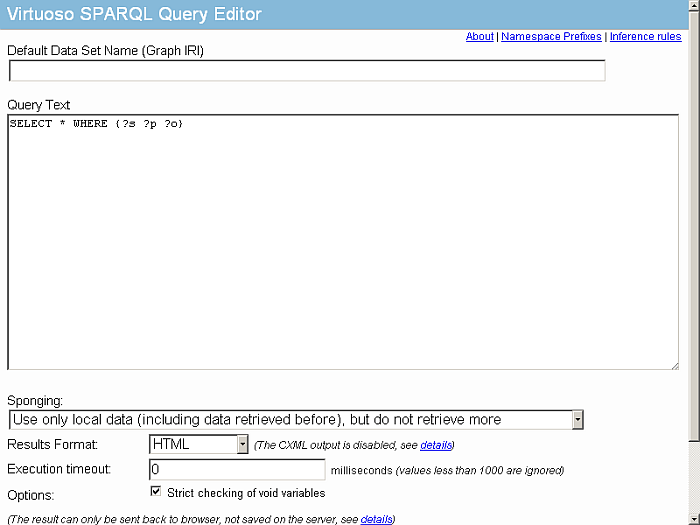 Virtuoso SPARQL Query Editor
About | Namespace Prefixes | Inference rules
Default Data Set Name (Graph IRI)
Query Text
SELECT * WHERE {?s ?p ?o}
Sponging:
Use only local data (including data retrieved before), but do not retrieve more
Results Format: HTML (The CXML output is disabled, see details)
Execution timeout: 0 milliseconds (values less than 1000 are ignored)
Options: Strict checking of void variables
(The result can only be sent back to browser, not saved on the server, see details)